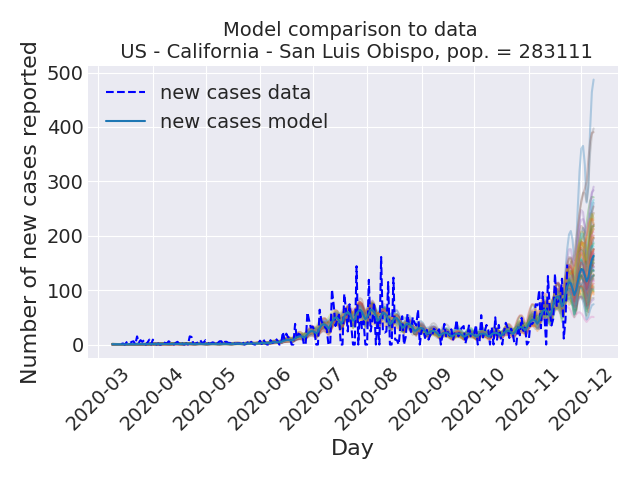 Model comparison to data
US - California - San Luis Obispo, pop. = 283111
Number of new cases reported
500
400
300
200
100
0
new cases data
new cases model
2020-03
2020-04
2020-05
2020-06
2020-07
2020-08
2020-09
2020-10
2020-11
2020-12
Day